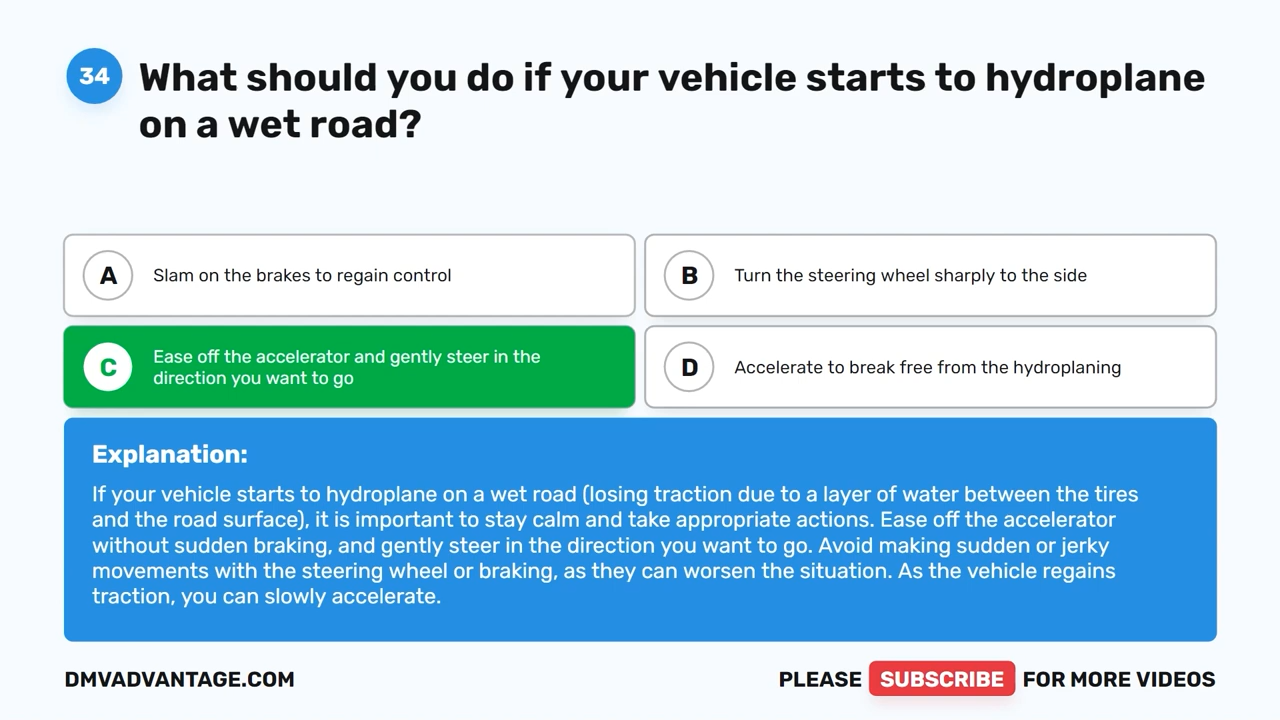 34
What should you do if your vehicle starts to hydroplane
on a wet road?
A
Slam on the brakes to regain control
B
Turn the steering wheel sharply to the side
C
Ease off the accelerator and gently steer in the
direction you want to go
D
Accelerate to break free from the hydroplaning
Explanation:
If your vehicle starts to hydroplane on a wet road (losing traction due to a layer of water between the tires
and the road surface), it is important to stay calm and take appropriate actions. Ease off the accelerator
without sudden braking, and gently steer in the direction you want to go. Avoid making sudden or jerky
movements with the steering wheel or braking, as they can worsen the situation. As the vehicle regains
traction, you can slowly accelerate.
DMVADVANTAGE.COM
PLEASE SUBSCRIBE FOR MORE VIDEOS